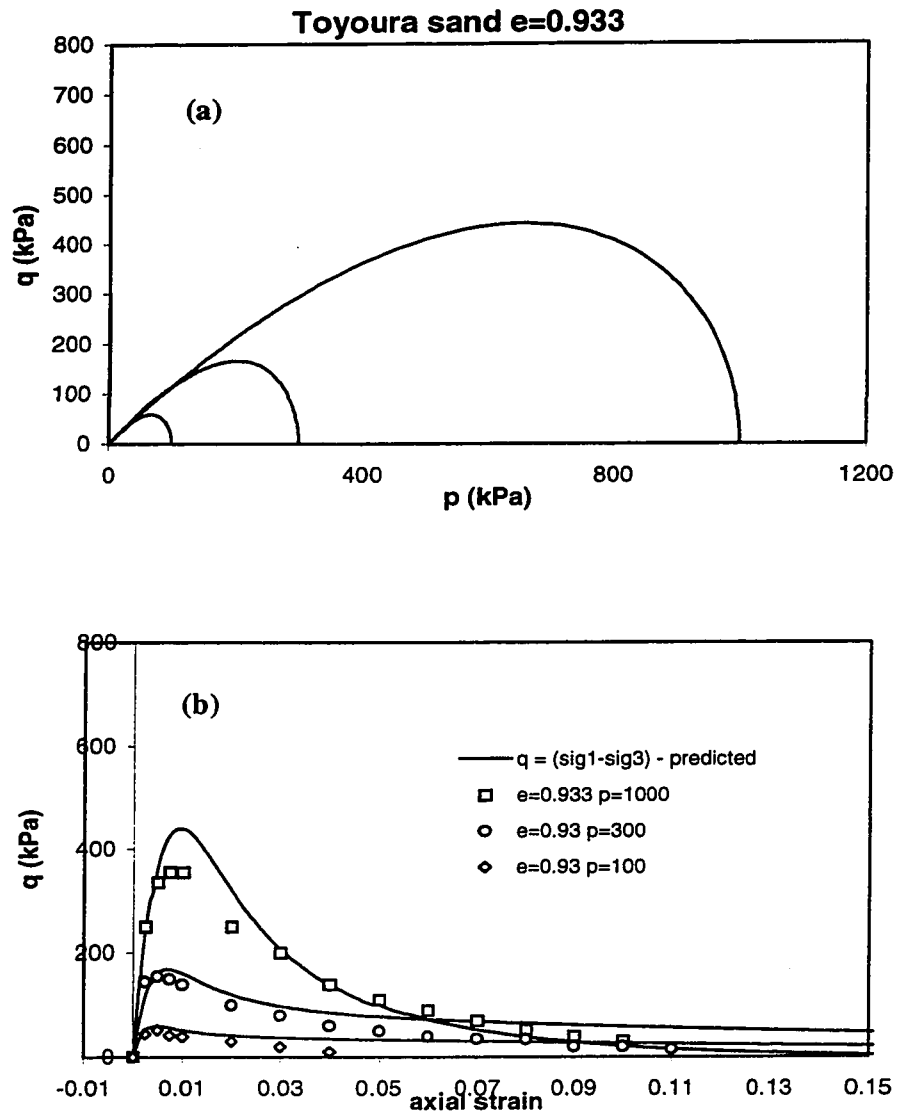 Toyoura sand e=0.933
800
700
600
500
400
300
200
100
0
(a)
q (kPa)
0
400
800
1200
p (kPa)
800
600
400
200
0
(b)
q = (sig1-sig3) - predicted
e=0.933 p=1000
e=0.93 p=300
e=0.93 p=100
q (kPa)
-0.01
0.01
0.03
0.05
0.07
0.09
0.11
0.13
0.15
axial strain